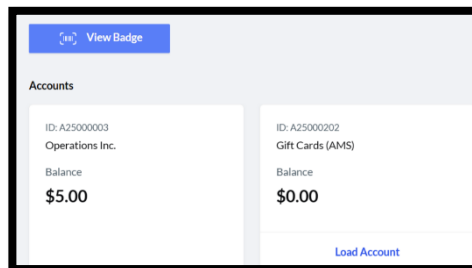 View Badge
Accounts
ID: A25000003
Operations Inc.
Balance
$5.00
ID: A25000202
Gift Cards (AMS)
Balance
$0.00
Load Account